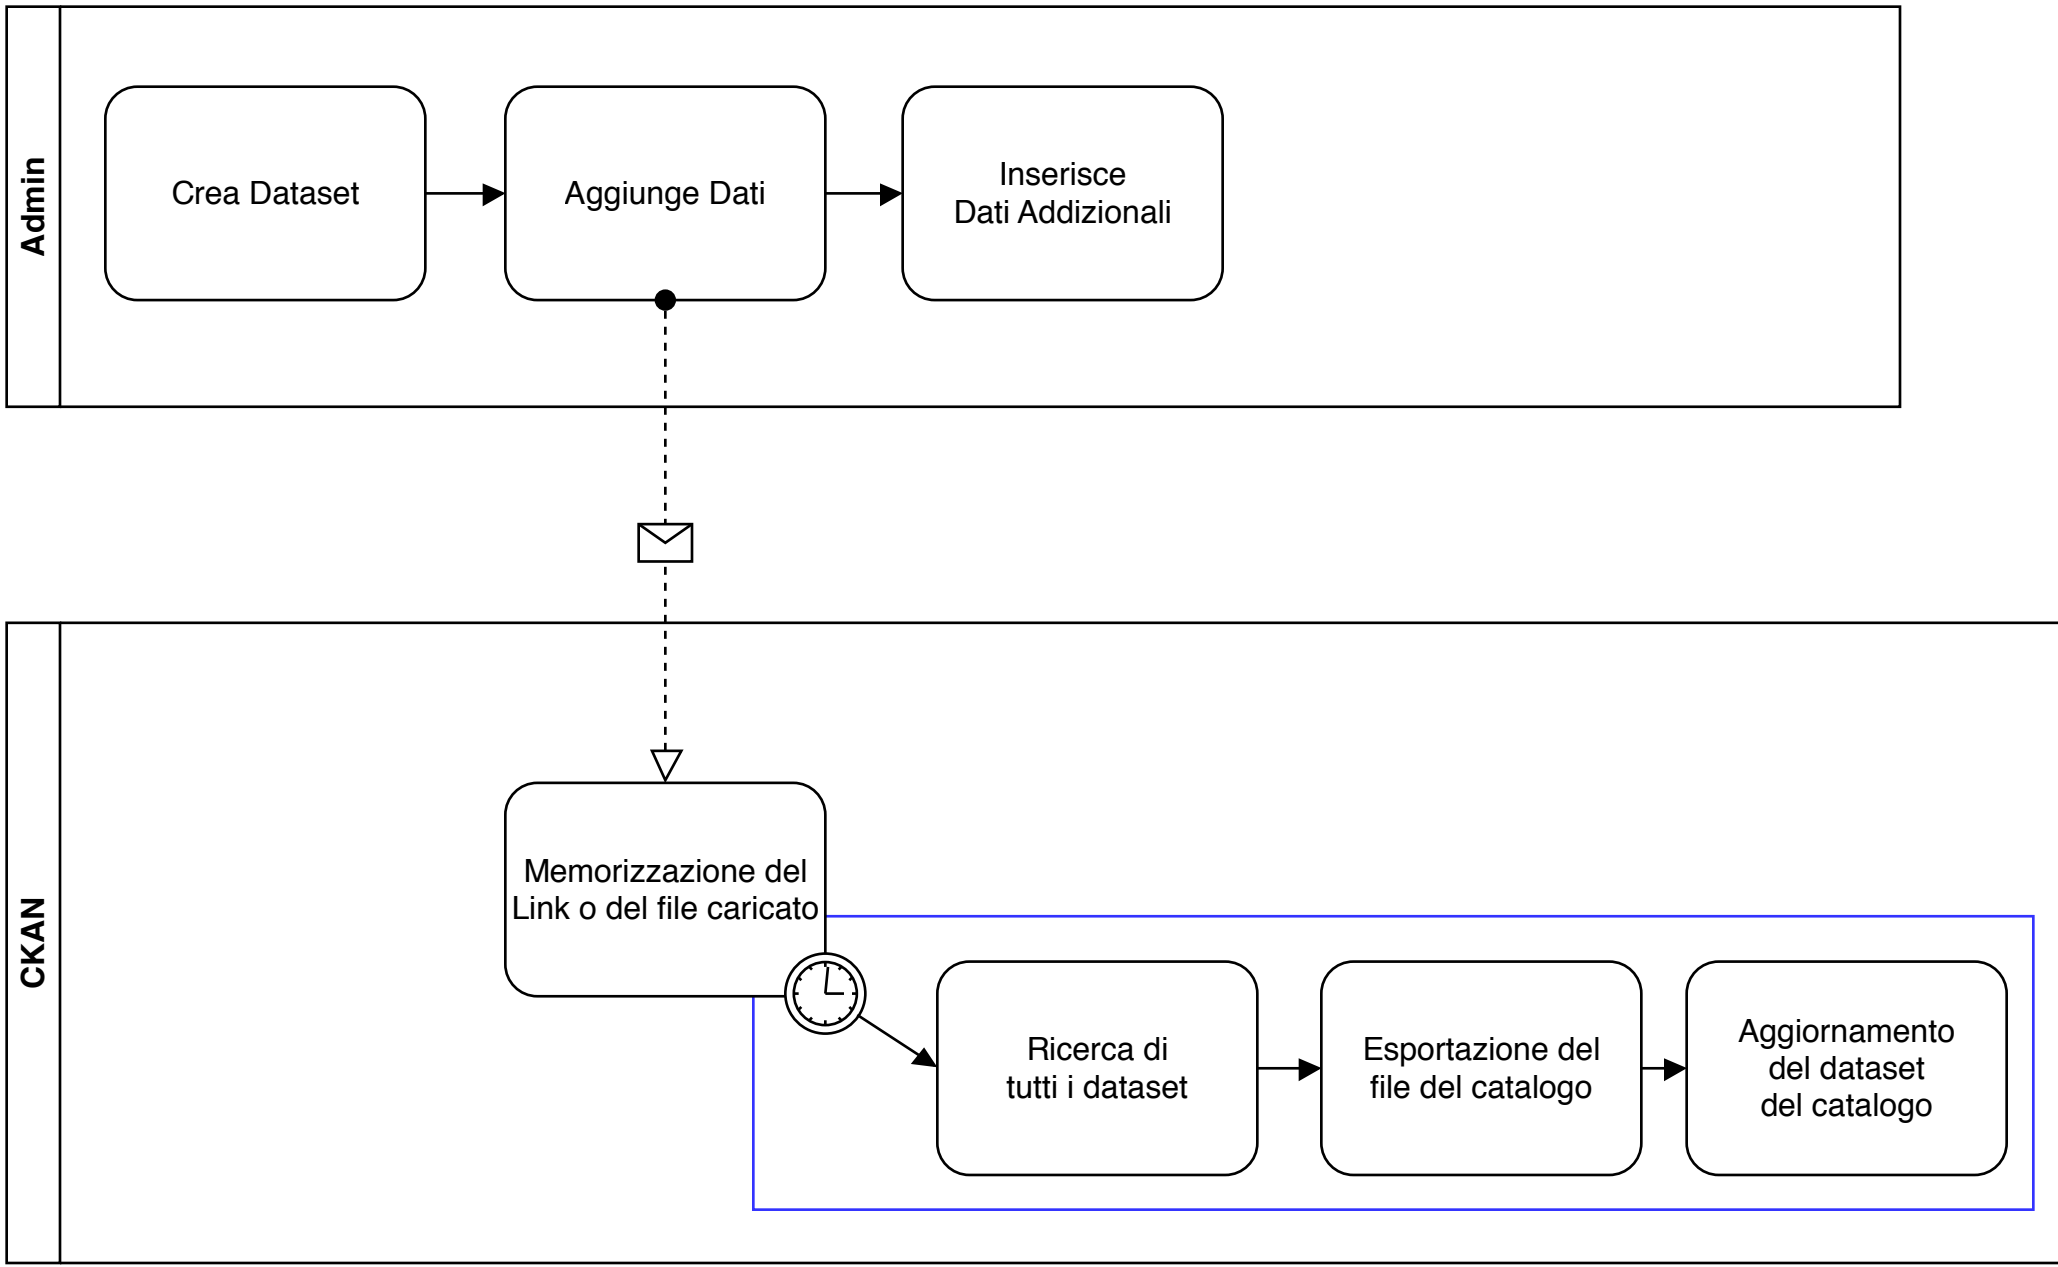 Admin
Crea Dataset
Aggiunge Dati
Inserisce
Dati Addizionali
CKAN
Memorizzazione del
Link o del file caricato
Ricerca di
tutti i dataset
Esportazione del
file del catalogo
Aggiornamento
del dataset
del catalogo